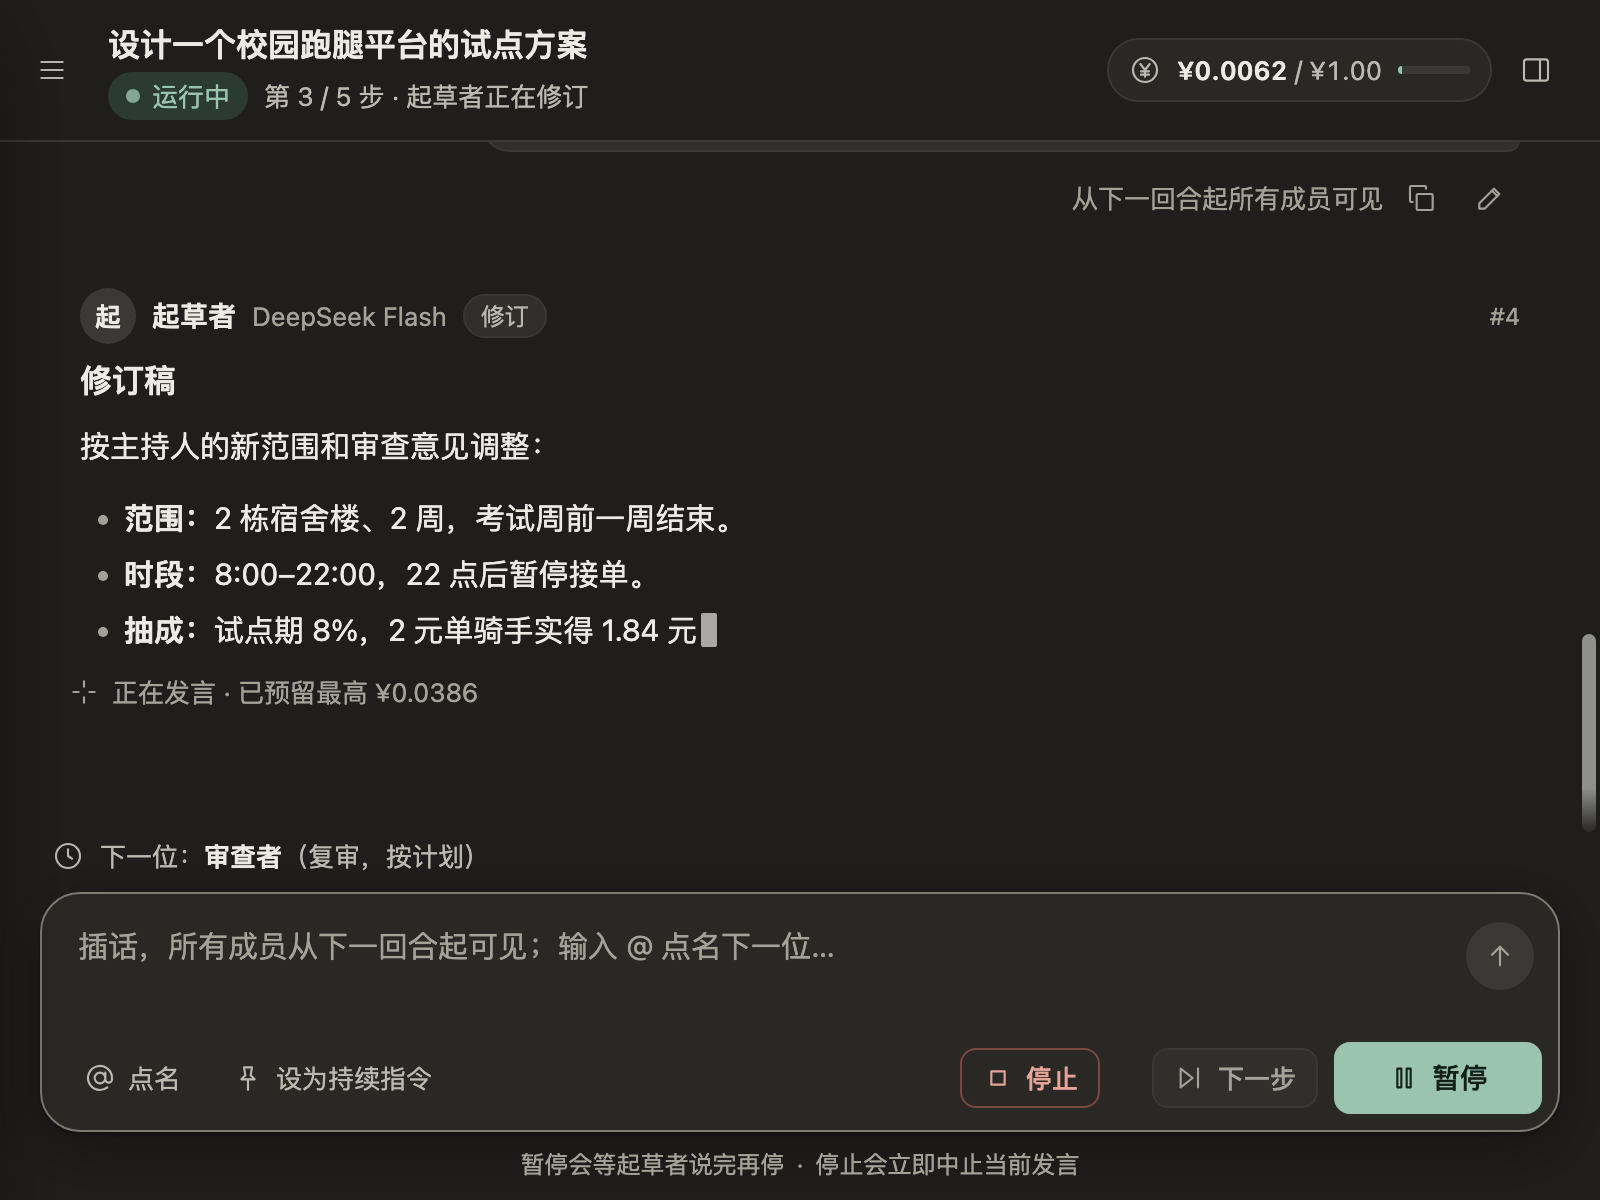 设计一个校园跑腿平台的试点方案
运行中 第 3 / 5 步 · 起草者正在修订
¥0.0062 / ¥1.00
从下一回合起所有成员可见
起 起草者 DeepSeek Flash 修订 #4
修订稿
按主持人的新范围和审查意见调整：
范围：2 栋宿舍楼、2 周，考试周前一周结束。
时段：8:00–22:00，22 点后暂停接单。
抽成：试点期 8%，2 元单骑手实得 1.84 元
正在发言 · 已预留最高 ¥0.0386
下一位：审查者（复审，按计划）
插话，所有成员从下一回合起可见；输入 @ 点名下一位...
点名 设为持续指令 停止 下一步 暂停
暂停会等起草者说完再停 · 停止会立即中止当前发言